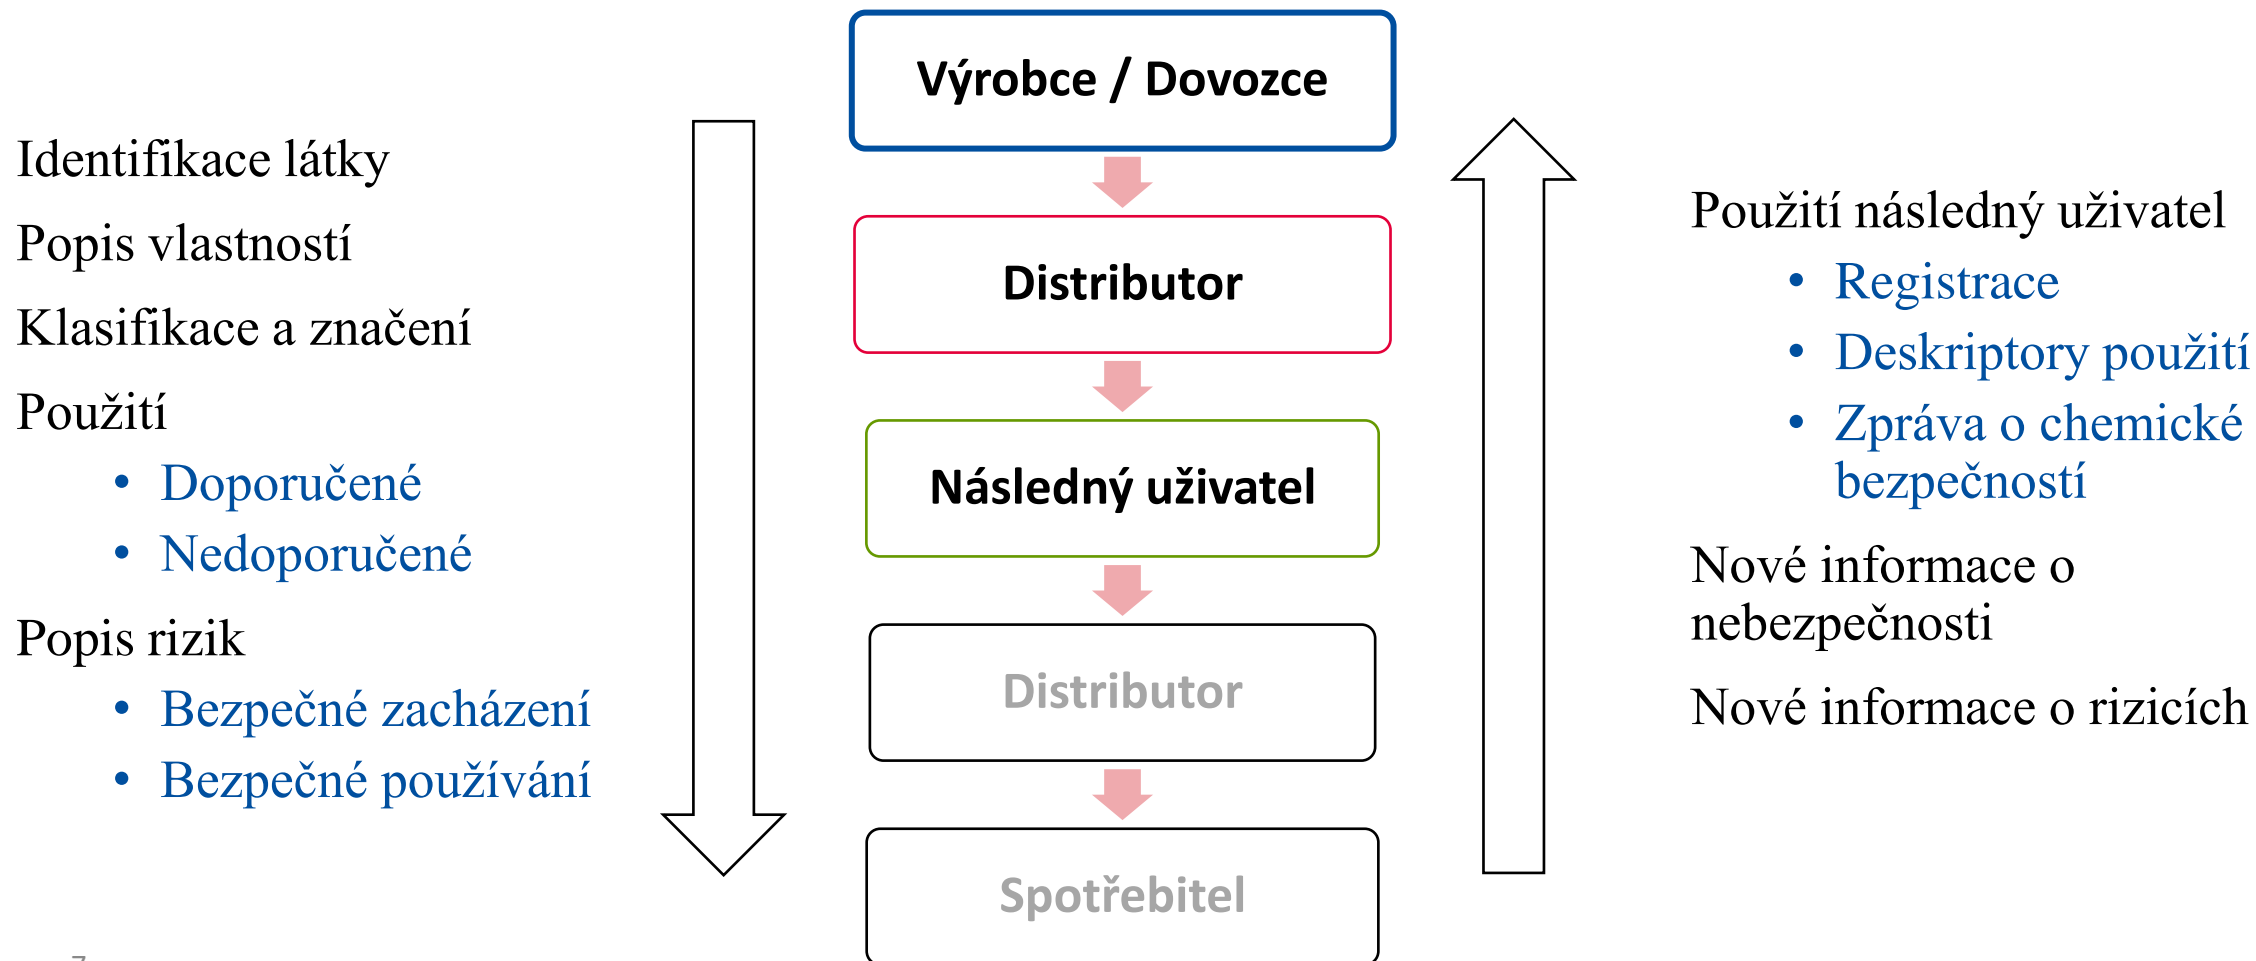 Výrobce / Dovozce
Distributor
Následný uživatel
Distributor
Spotřebitel
Identifikace látky
Popis vlastností
Klasifikace a značení
Použití
• Doporučené
• Nedoporučené
Popis rizik
• Bezpečné zacházení
• Bezpečné používání
Použití následný uživatel
• Registrace
• Deskriptory použití
• Zpráva o chemické
bezpečností
Nové informace o
nebezpečnosti
Nové informace o rizicích